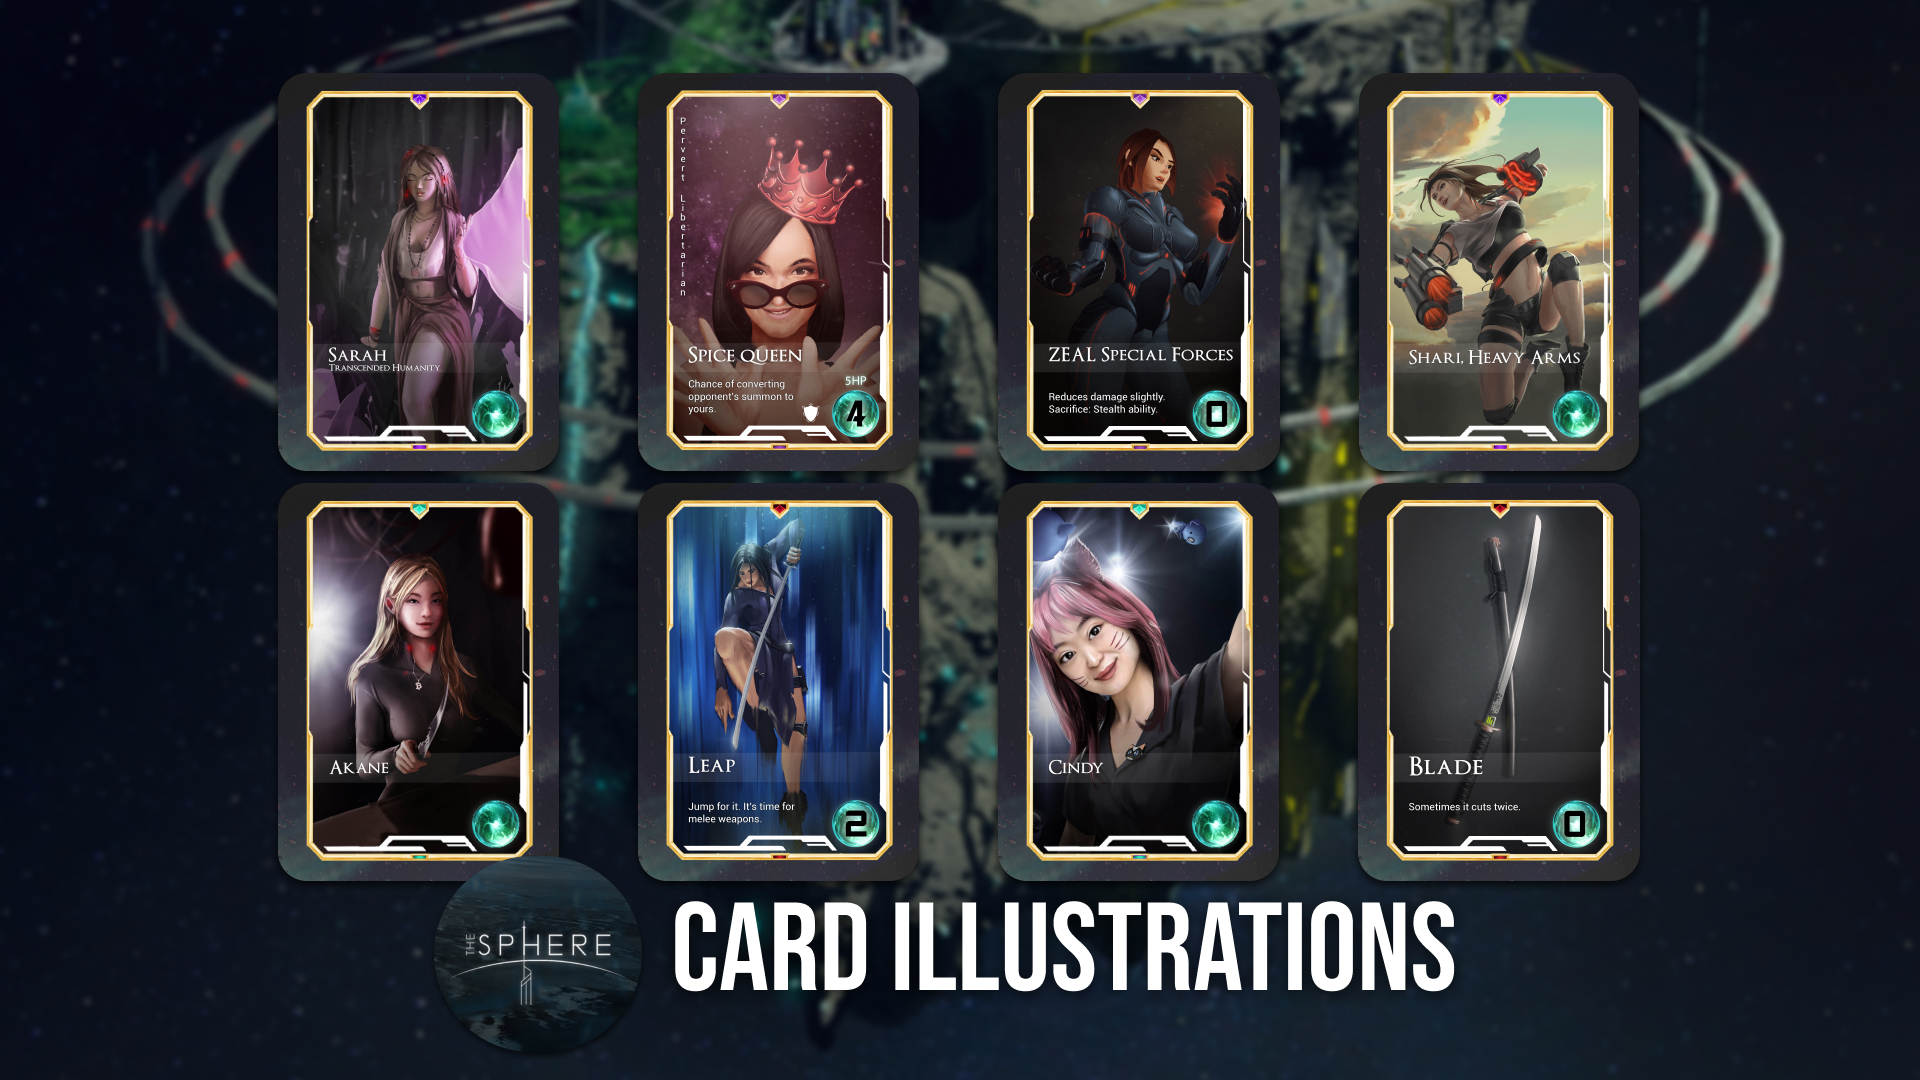 SARAH
TRANSCENDED HUMANITY
Pervert Libertarian
SPICE QUEEN
Chance of converting
opponent's summon to
yours.
5HP
4
ZEAL SPECIAL FORCES
Reduces damage slightly.
Sacrifice: Stealth ability.
0
SHARI, HEAVY ARMS
AKANE
LEAP
Jump for it. It's time for
melee weapons.
2
CINDY
BLADE
Sometimes it cuts twice.
0
THE SPHERE
CARD ILLUSTRATIONS